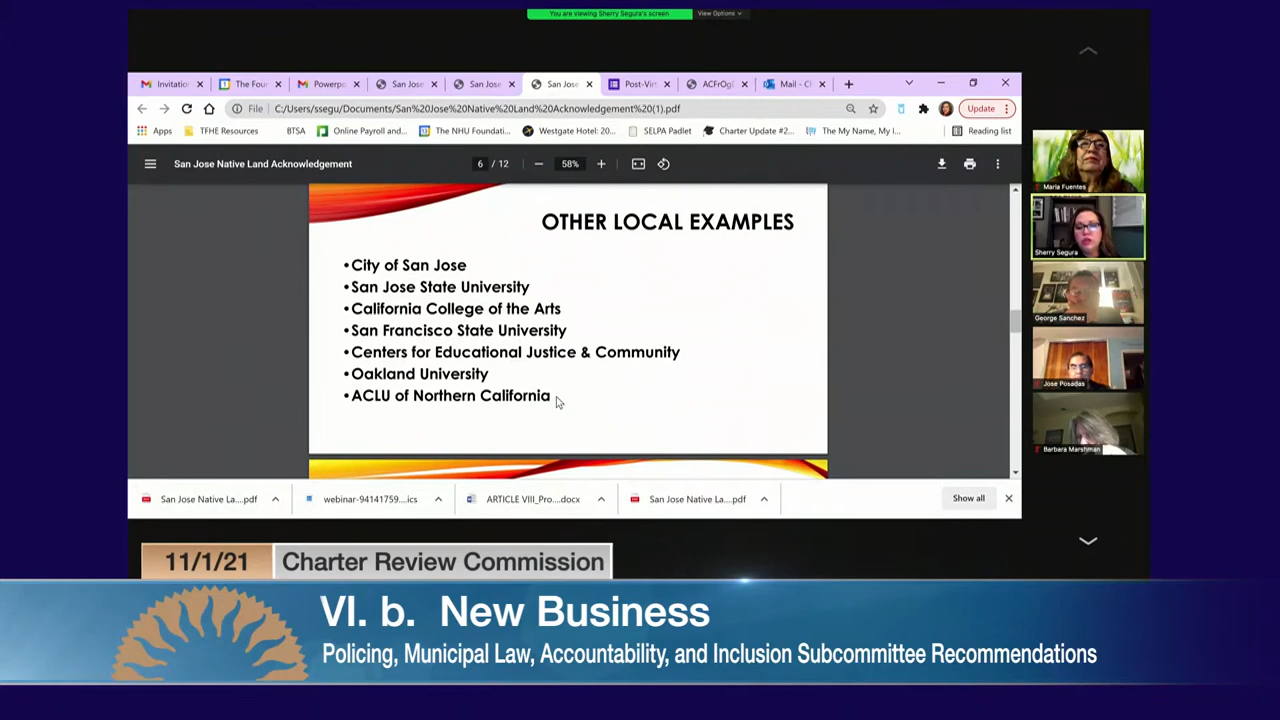 You are viewing Sherry Segura's screen View Options
Invitatio
The Foun
Powerpo
San Jose
San Jose
San Jose
Post-Virt
Mail - Ch
File C:/Users/ssegu/Documents/San%20Jose%20Native%20Land%20Acknowledgement%20(1).pdf
Update
Apps TFHE Resources BTSA Online Payroll and... The NHU Foundati... Westgate Hotel: 20... SELPA Padlet Charter Update #2... The My Name, My I... Reading list
San Jose Native Land Acknowledgement
6 / 12
58%
OTHER LOCAL EXAMPLES
•City of San Jose
•San Jose State University
•California College of the Arts
•San Francisco State University
•Centers for Educational Justice & Community
•Oakland University
•ACLU of Northern California
Maria Fuentes
Sherry Segura
George Sanchez
Jose Posadas
Barbara Marshman
San Jose Native La....pdf
webinar-94141759....ics
ARTICLE VIII_Pro....docx
San Jose Native La....pdf
Show all
11/1/21 Charter Review Commission
VI. b. New Business
Policing, Municipal Law, Accountability, and Inclusion Subcommittee Recommendations